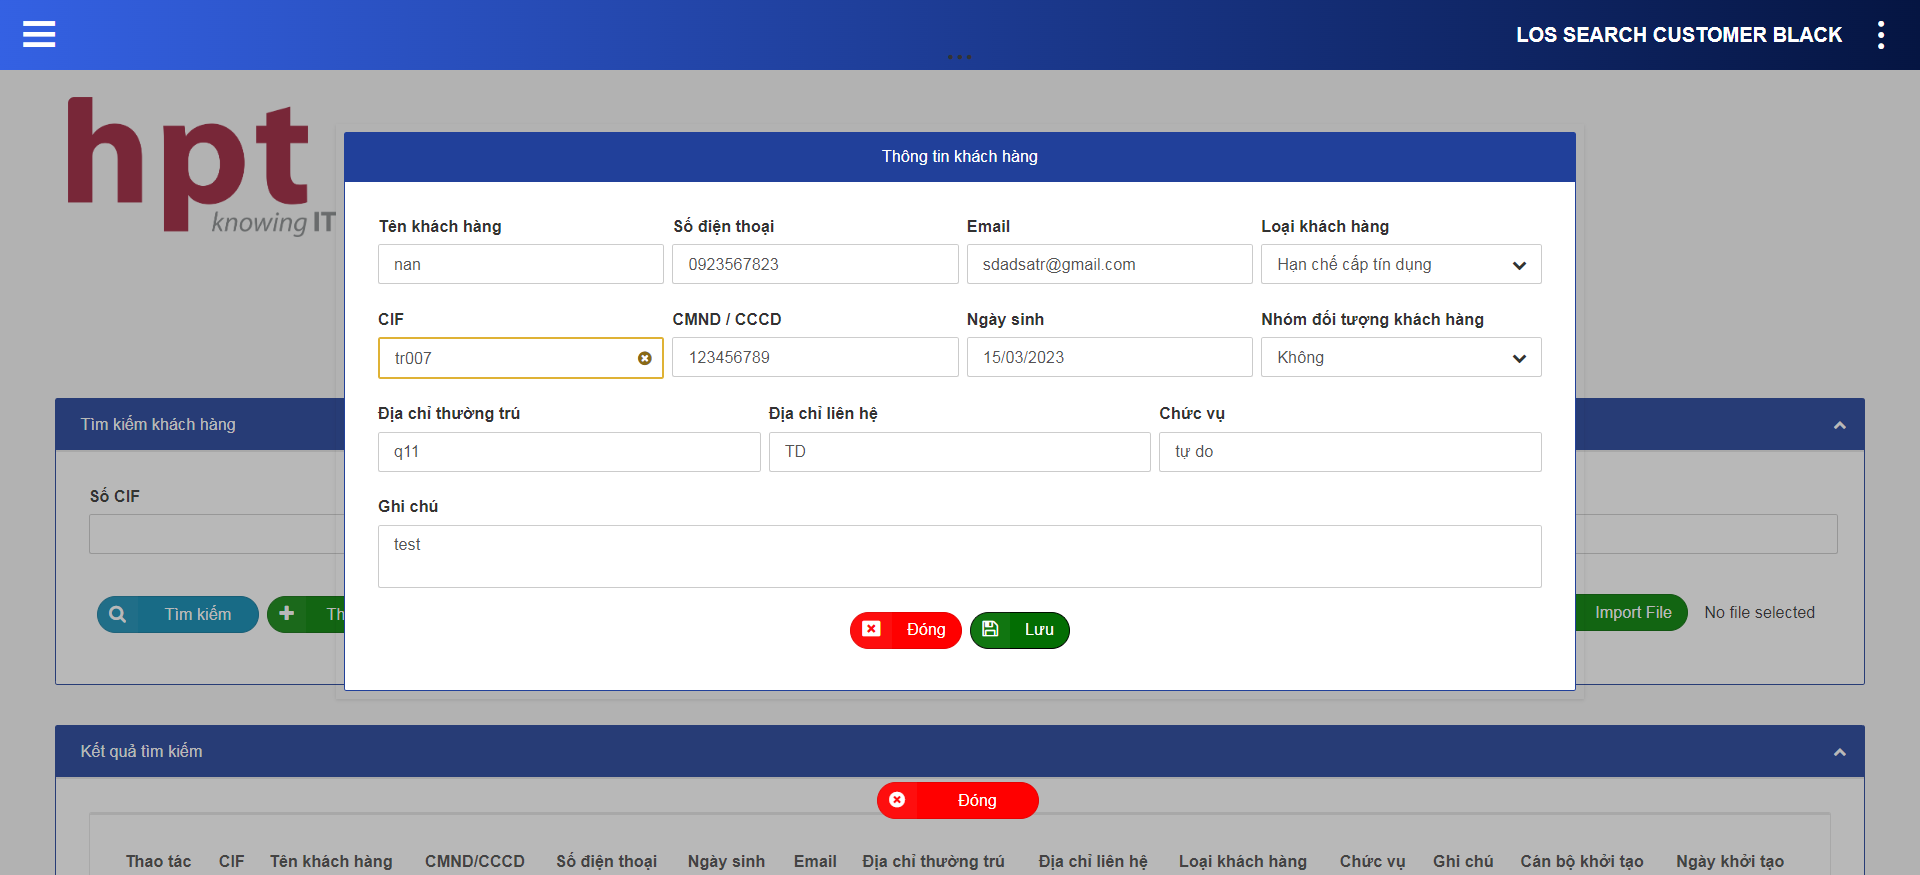 LOS SEARCH CUSTOMER BLACK
hpt
knowing IT
Thông tin khách hàng
Tên khách hàng
Số điện thoại
Email
Loại khách hàng
nan
0923567823
sdadsatr@gmail.com
Hạn chế cấp tín dụng
CIF
CMND / CCCD
Ngày sinh
Nhóm đối tượng khách hàng
tr007
123456789
15/03/2023
Không
Địa chỉ thường trú
Địa chỉ liên hệ
Chức vụ
q11
TD
tự do
Ghi chú
test
Đóng
Lưu
Tìm kiếm khách hàng
Số CIF
Tìm kiếm
Th
Import File
No file selected
Kết quả tìm kiếm
Đóng
Thao tác CIF Tên khách hàng CMND/CCCD Số điện thoại Ngày sinh Email Địa chỉ thường trú Địa chỉ liên hệ Loại khách hàng Chức vụ Ghi chú Cán bộ khởi tạo Ngày khởi tạo